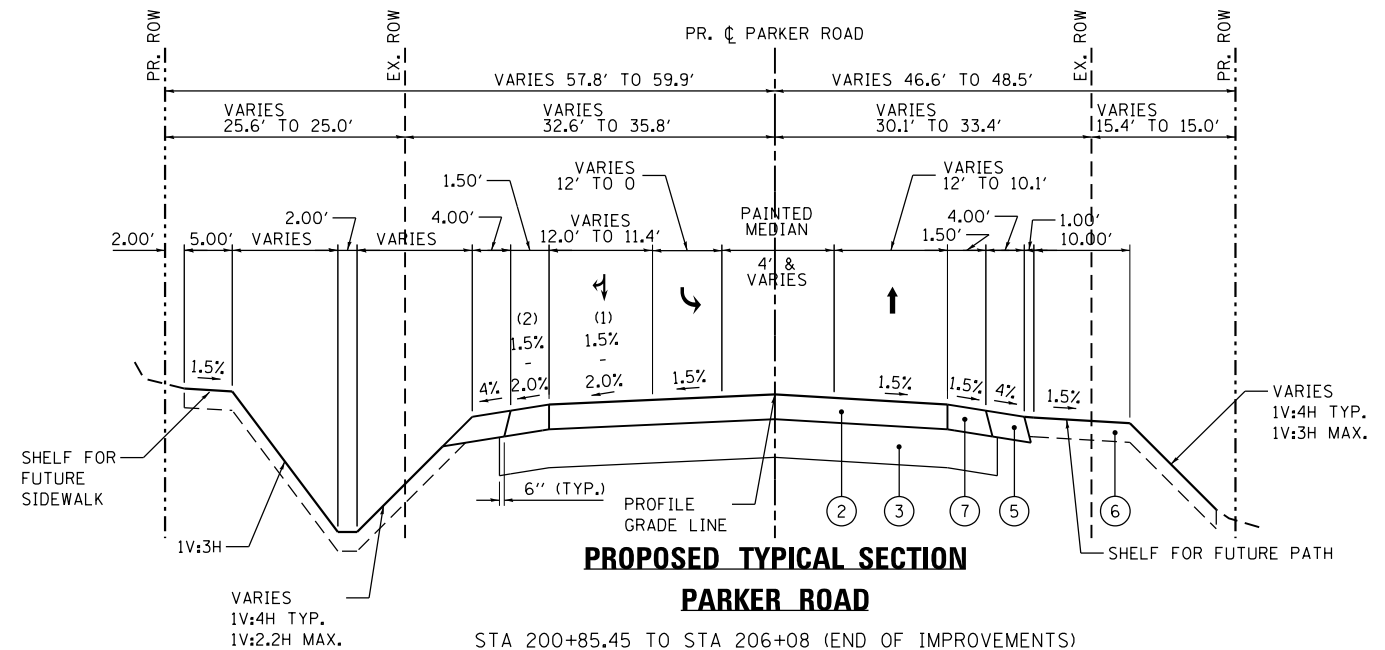 PR. ROW
EX. ROW
PR. ℄ PARKER ROAD
EX. ROW
PR. ROW
VARIES 57.8' TO 59.9'
VARIES 46.6' TO 48.5'
VARIES
25.6' TO 25.0'
VARIES
32.6' TO 35.8'
VARIES
30.1' TO 33.4'
VARIES
15.4' TO 15.0'
VARIES
12' TO 0
VARIES
12' TO 10.1'
1.50'
2.00'
4.00'
VARIES
12.0' TO 11.4'
PAINTED
MEDIAN
4' &
VARIES
4.00'
1.00'
1.50'
10.00'
2.00'
5.00'
VARIES
VARIES
(2)
1.5%
-
2.0%
(1)
1.5%
-
2.0%
1.5%
4%
1.5%
1.5%
1.5%
4%
1.5%
VARIES
1V:4H TYP.
1V:3H MAX.
SHELF FOR
FUTURE
SIDEWALK
6'' (TYP.)
PROFILE
GRADE LINE
2
3
7
5
6
1V:3H
SHELF FOR FUTURE PATH
VARIES
1V:4H TYP.
1V:2.2H MAX.
PROPOSED TYPICAL SECTION
PARKER ROAD
STA 200+85.45 TO STA 206+08 (END OF IMPROVEMENTS)